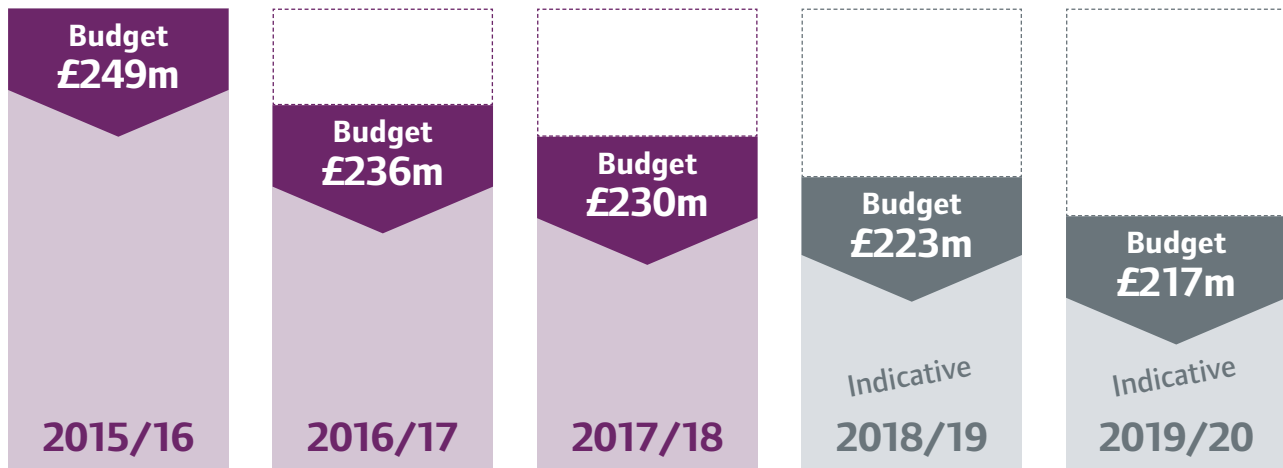 Budget
£249m
2015/16
Budget
£236m
2016/17
Budget
£230m
2017/18
Budget
£223m
Indicative
2018/19
Budget
£217m
Indicative
2019/20